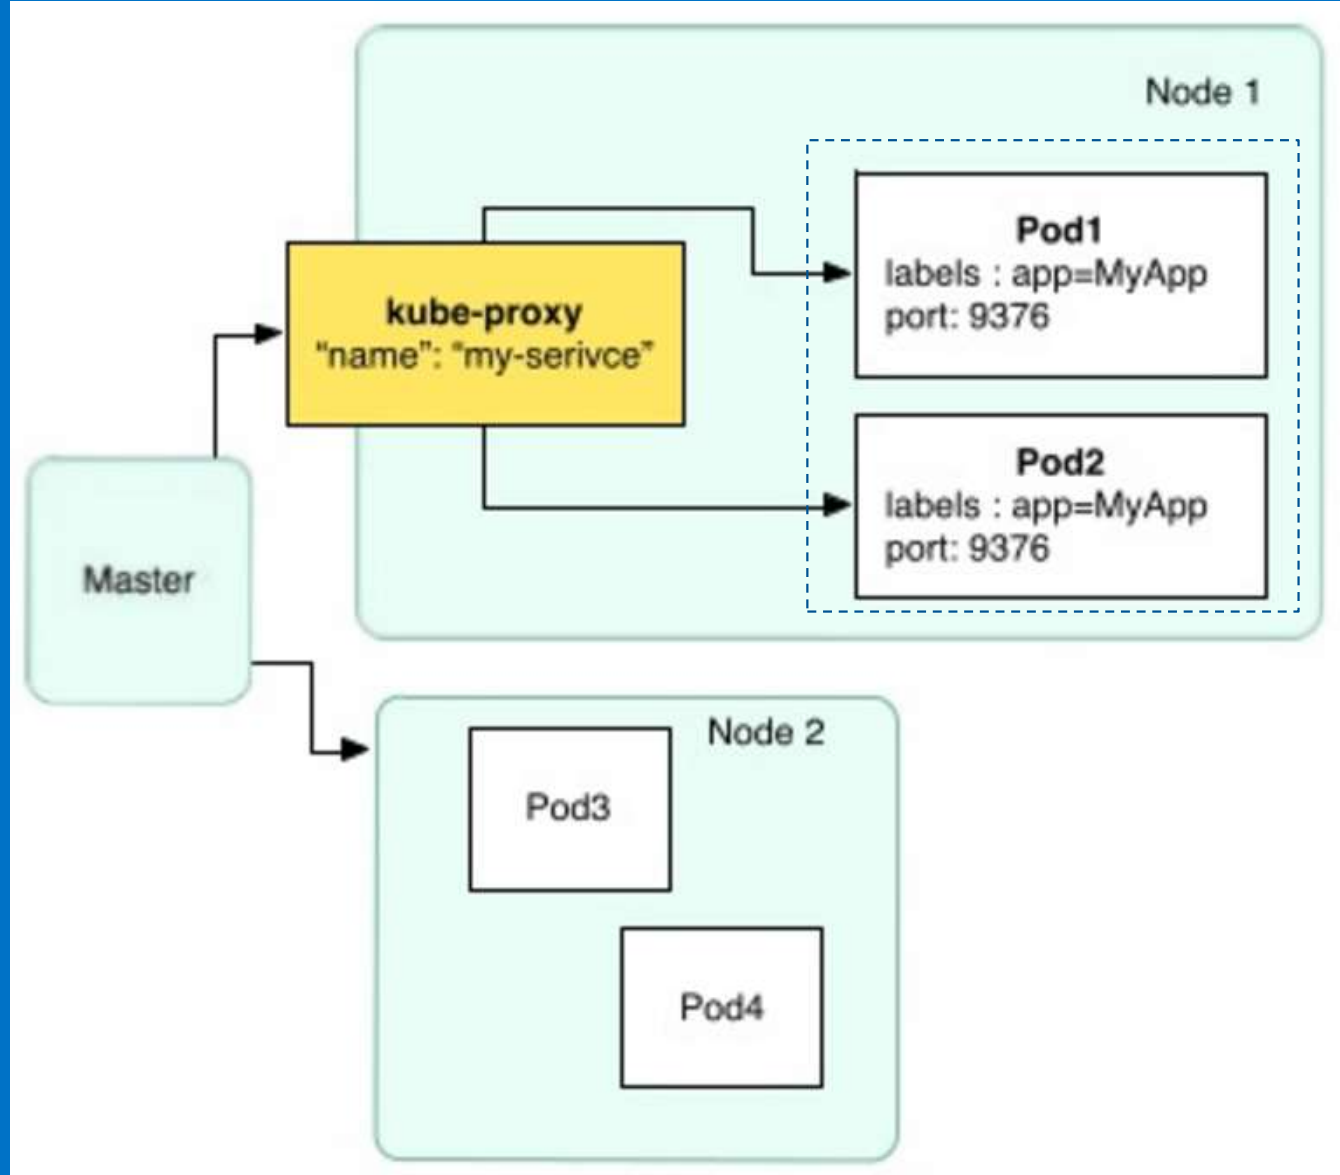 Node 1
Pod1
labels : app=MyApp
port: 9376
kube-proxy
“name”: “my-serivce”
Pod2
labels : app=MyApp
port: 9376
Master
Node 2
Pod3
Pod4